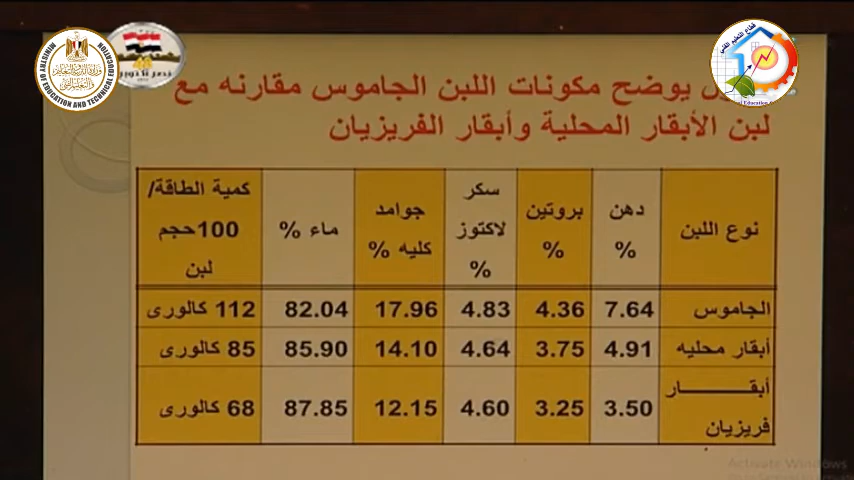 يوضح مكونات اللبن الجاموس مقارنه مع
لبن الأبقار المحلية وأبقار الفريزيان
نوع اللبن	دهن %	بروتين %	سكر لاكتوز %	جوامد كليه %	ماء %	كمية الطاقة/ 100حجم لبن
الجاموس	7.64	4.36	4.83	17.96	82.04	112 كالورى
أبقار محليه	4.91	3.75	4.64	14.10	85.90	85 كالورى
أبقار فريزيان	3.50	3.25	4.60	12.15	87.85	68 كالورى
MINISTRY OF EDUCATION AND TECHNICAL EDUCATION
قطاع التعليم الفني
Activate Windows